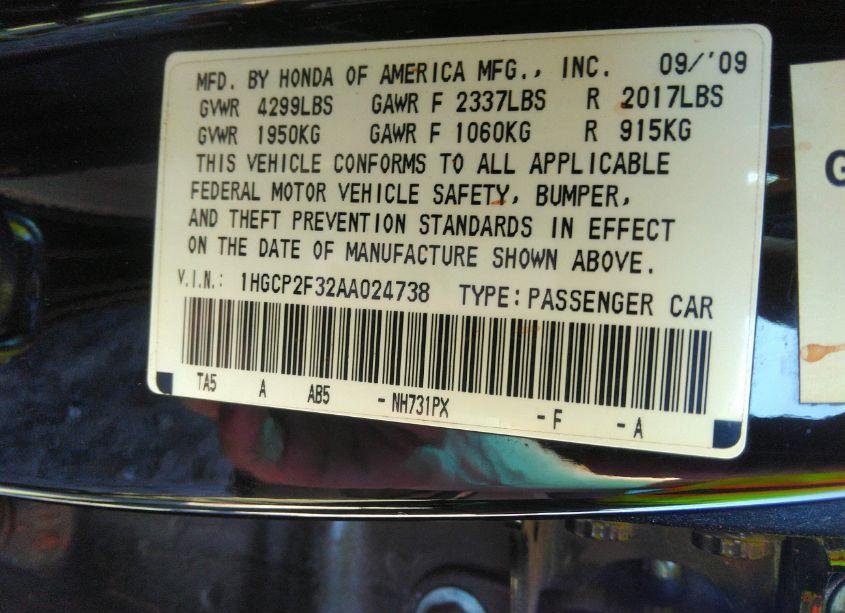 MFD. BY HONDA OF AMERICA MFG., INC. 09/'09
GVWR 4299LBS GAWR F 2337LBS R 2017LBS
GVWR 1950KG GAWR F 1060KG R 915KG
THIS VEHICLE CONFORMS TO ALL APPLICABLE
FEDERAL MOTOR VEHICLE SAFETY, BUMPER,
AND THEFT PREVENTION STANDARDS IN EFFECT
ON THE DATE OF MANUFACTURE SHOWN ABOVE.
V.I.N.: 1HGCP2F32AA024738 TYPE: PASSENGER CAR
TA5 A AB5 - NH731PX - F - A
G